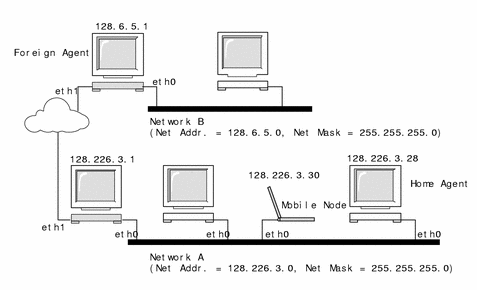 128.6.5.1
Foreign Agent
eth0
eth1
Network B
(Net Addr. = 128.6.5.0, Net Mask = 255.255.255.0)
128.226.3.1
128.226.3.30
128.226.3.28
Home Agent
Mobile Node
eth1
eth0
eth0
eth0
eth0
Network A
(Net Addr. = 128.226.3.0, Net Mask = 255.255.255.0)